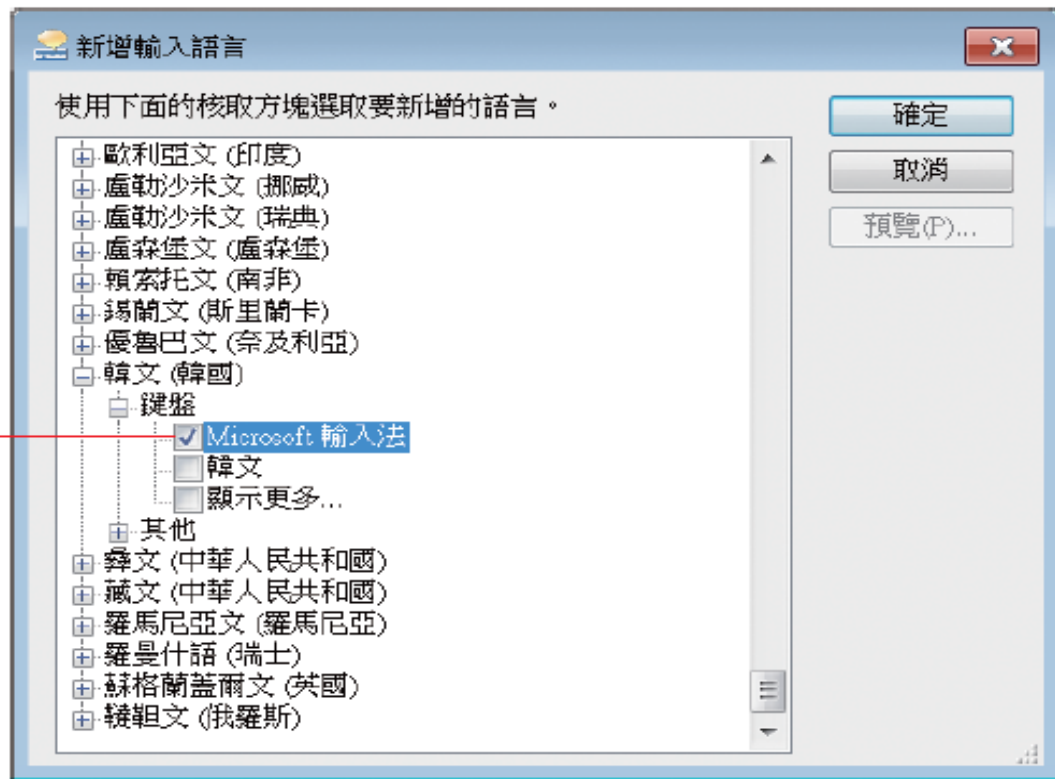 新增輸入語言
使用下面的核取方塊選取要新增的語言。
確定
取消
預覽(P)...
歐利亞文 (印度)
盧勒沙米文 (挪威)
盧勒沙米文 (瑞典)
盧森堡文 (盧森堡)
賴索托文 (南非)
錫蘭文 (斯里蘭卡)
優魯巴文 (奈及利亞)
韓文 (韓國)
鍵盤
Microsoft 輸入法
韓文
顯示更多...
其他
彝文 (中華人民共和國)
藏文 (中華人民共和國)
羅馬尼亞文 (羅馬尼亞)
羅曼什語 (瑞士)
蘇格蘭蓋爾文 (英國)
韃靼文 (俄羅斯)